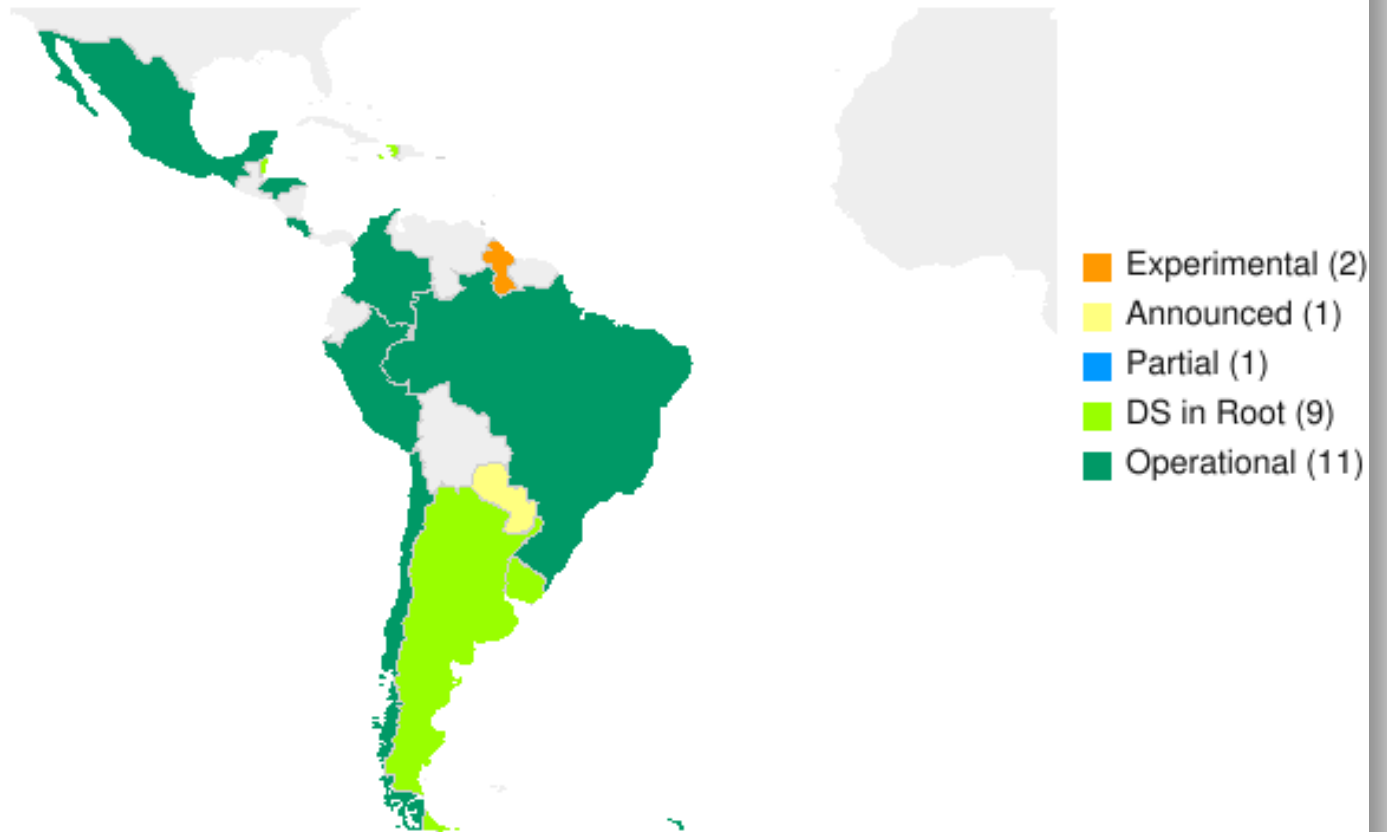 Experimental (2)
Announced (1)
Partial (1)
DS in Root (9)
Operational (11)